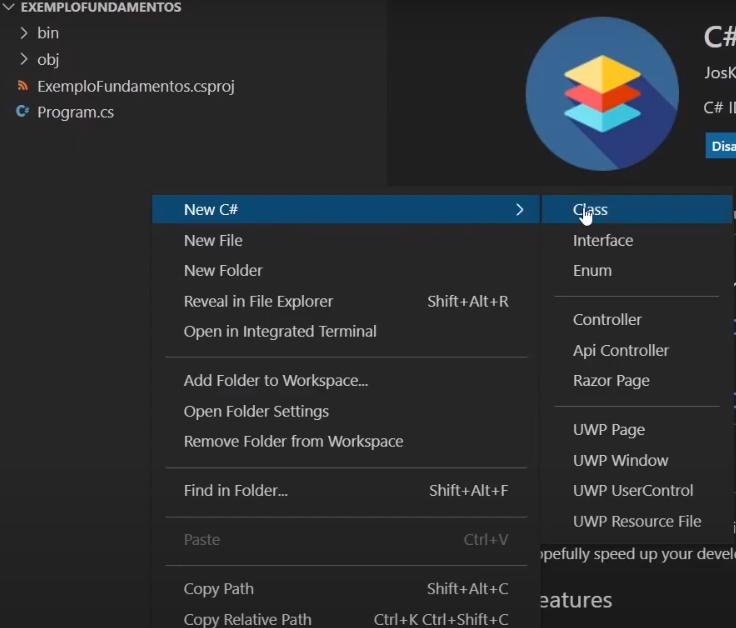 EXEMPLOFUNDAMENTOS
bin
obj
ExemploFundamentos.csproj
Program.cs
C#
JosK
C# I
Disa
New C#
New File
New Folder
Reveal in File Explorer Shift+Alt+R
Open in Integrated Terminal
Add Folder to Workspace...
Open Folder Settings
Remove Folder from Workspace
Find in Folder... Shift+Alt+F
Paste Ctrl+V
Copy Path Shift+Alt+C
Copy Relative Path Ctrl+K Ctrl+Shift+C
Class
Interface
Enum
Controller
Api Controller
Razor Page
UWP Page
UWP Window
UWP UserControl
UWP Resource File
opefully speed up your devel
eatures